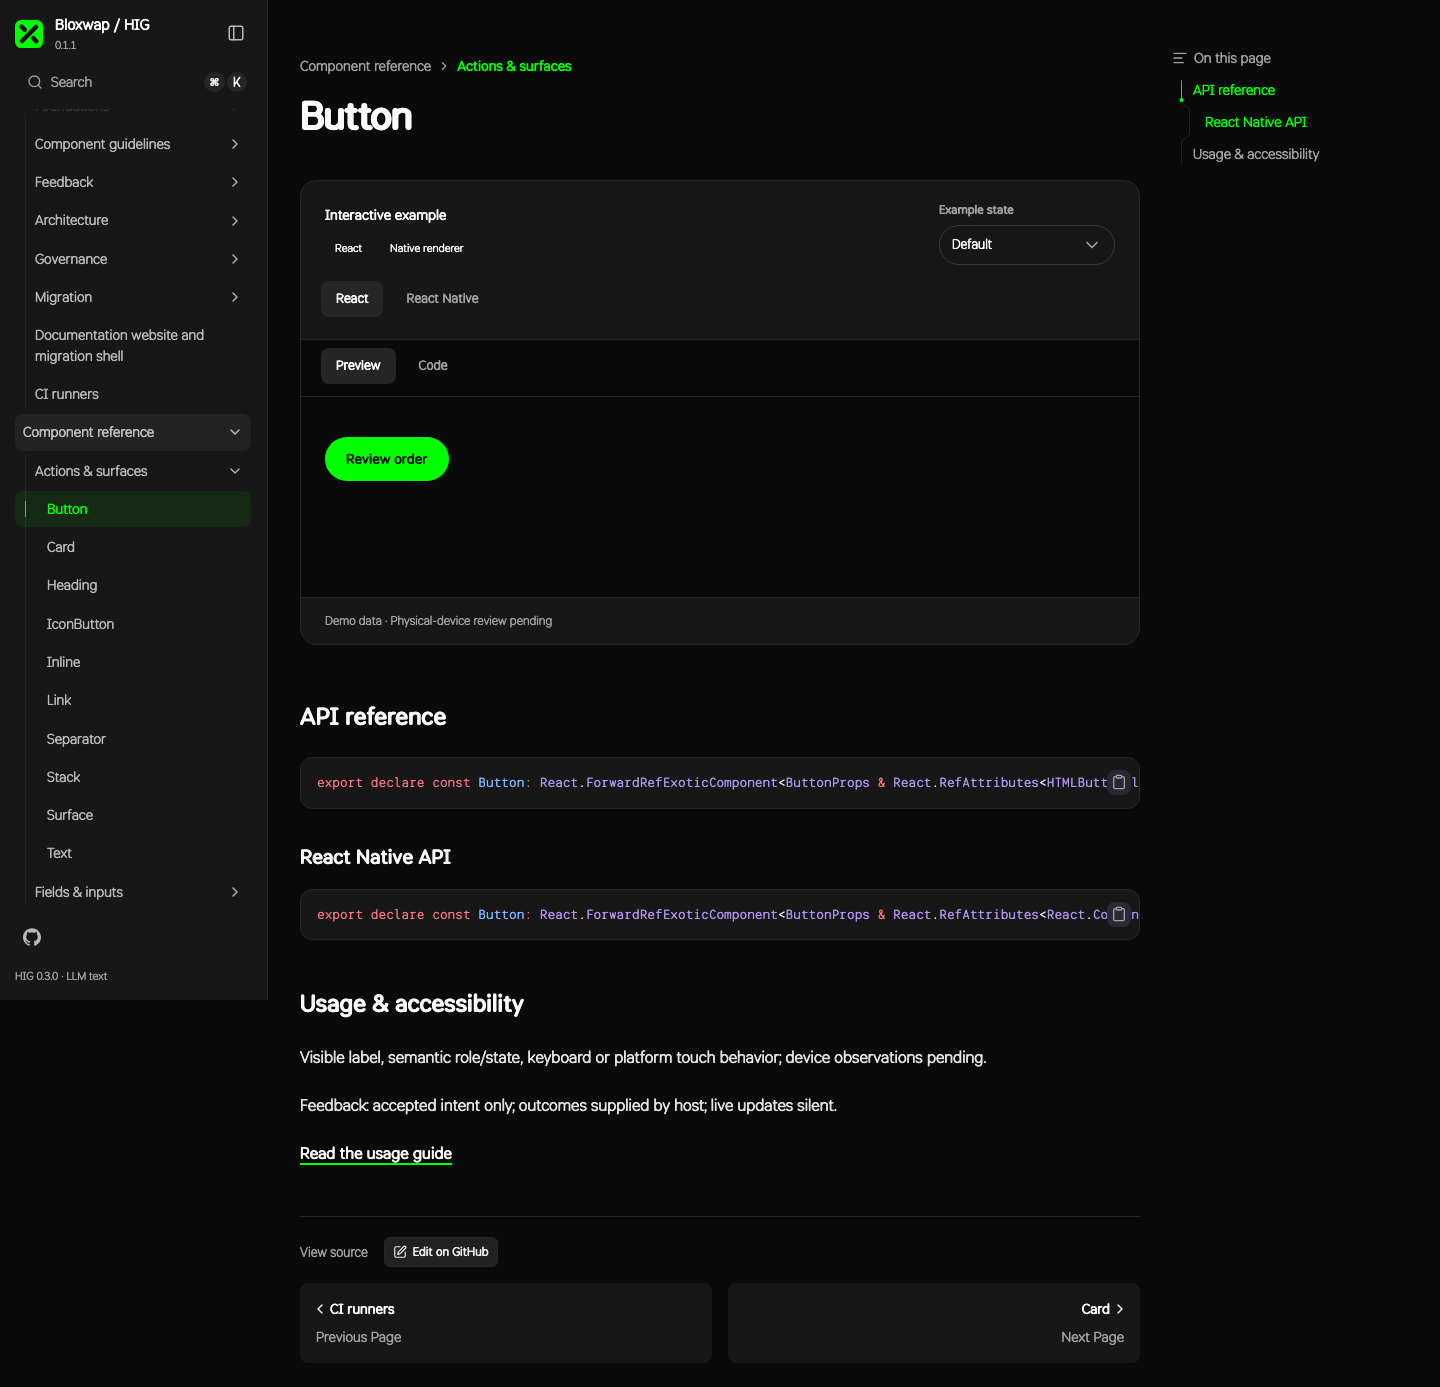 Bloxwap / HIG
0.1.1
Search
⌘ K
Foundations
Component guidelines
Feedback
Architecture
Governance
Migration
Documentation website and
migration shell
CI runners
Component reference
Actions & surfaces
Button
Card
Heading
IconButton
Inline
Link
Separator
Stack
Surface
Text
Fields & inputs
HIG 0.3.0 · LLM text
Component reference > Actions & surfaces
Button
Interactive example
React Native renderer
Example state
Default
React React Native
Preview Code
Review order
Demo data · Physical-device review pending
API reference
export declare const Button: React.ForwardRefExoticComponent<ButtonProps & React.RefAttributes<HTMLButt
React Native API
export declare const Button: React.ForwardRefExoticComponent<ButtonProps & React.RefAttributes<React.Co
Usage & accessibility
Visible label, semantic role/state, keyboard or platform touch behavior; device observations pending.
Feedback: accepted intent only; outcomes supplied by host; live updates silent.
Read the usage guide
View source Edit on GitHub
CI runners
Previous Page
Card
Next Page
On this page
API reference
React Native API
Usage & accessibility